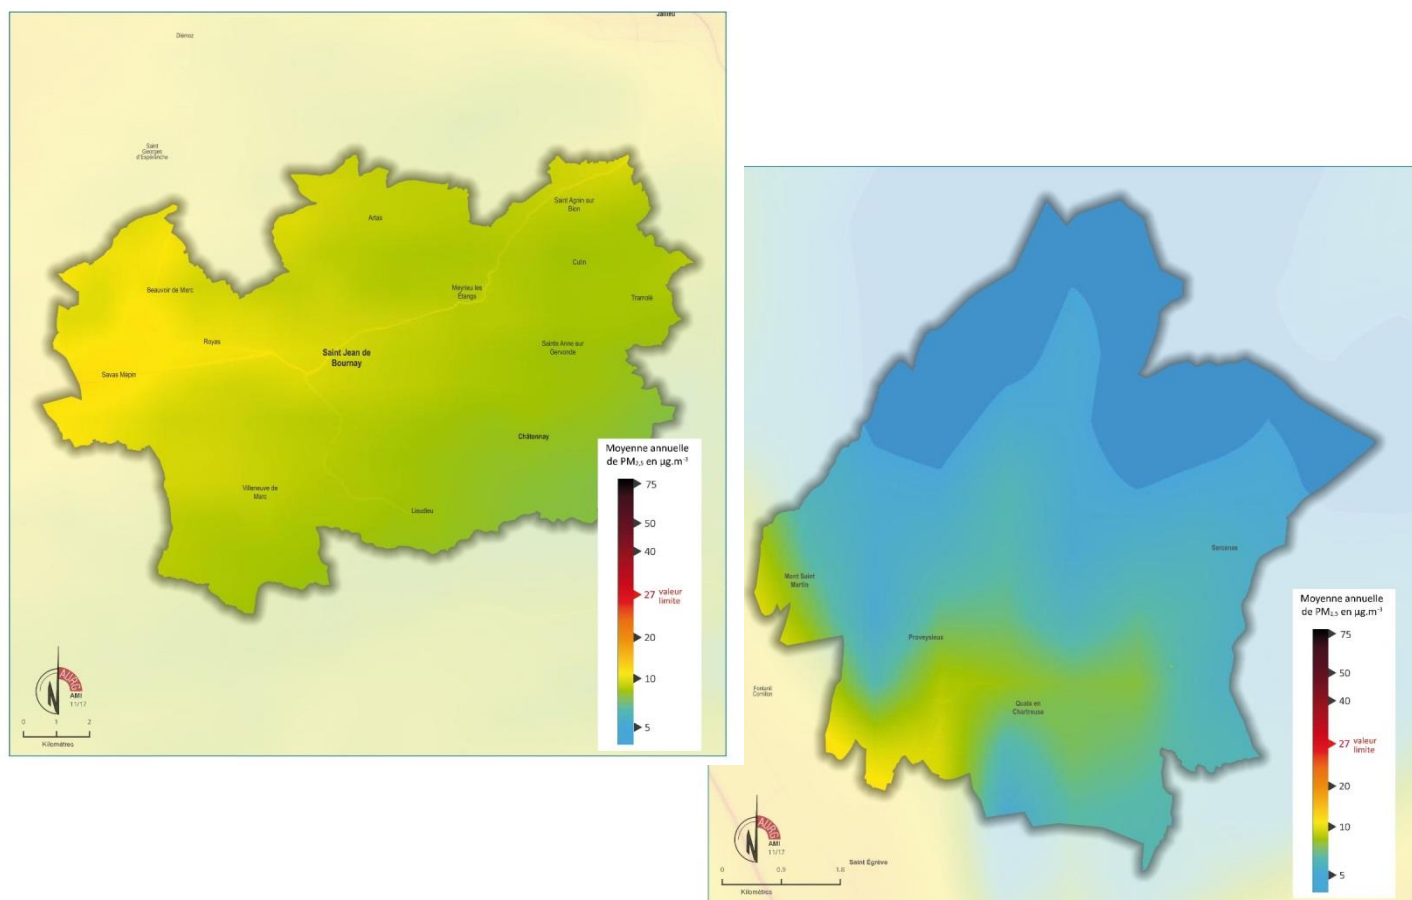 Janneu
Diémoz
Saint
Georges
d'Espéranche
Artas
Saint Agnin sur
Bion
Culin
Tramolé
Beauvoir de Marc
Meyrieu les
Étangs
Royas
Saint Jean de
Bournay
Sainte Anne sur
Gervonde
Savas Mépin
Châtonnay
Villeneuve de
Marc
Lieudieu
Moyenne annuelle
de PM2,5 en µg.m-3
75
50
40
27 valeur
limite
20
10
5
AURG
AMI
11/17
0 1 2
Kilomètres
Sarcenas
Mont Saint
Martin
Proveysieux
Fontanil
Cornillon
Quaix en
Chartreuse
Saint Égrève
Moyenne annuelle
de PM2,5 en µg.m-3
75
50
40
27 valeur
limite
20
10
5
AURG
AMI
11/17
0 0.9 1.8
Kilomètres